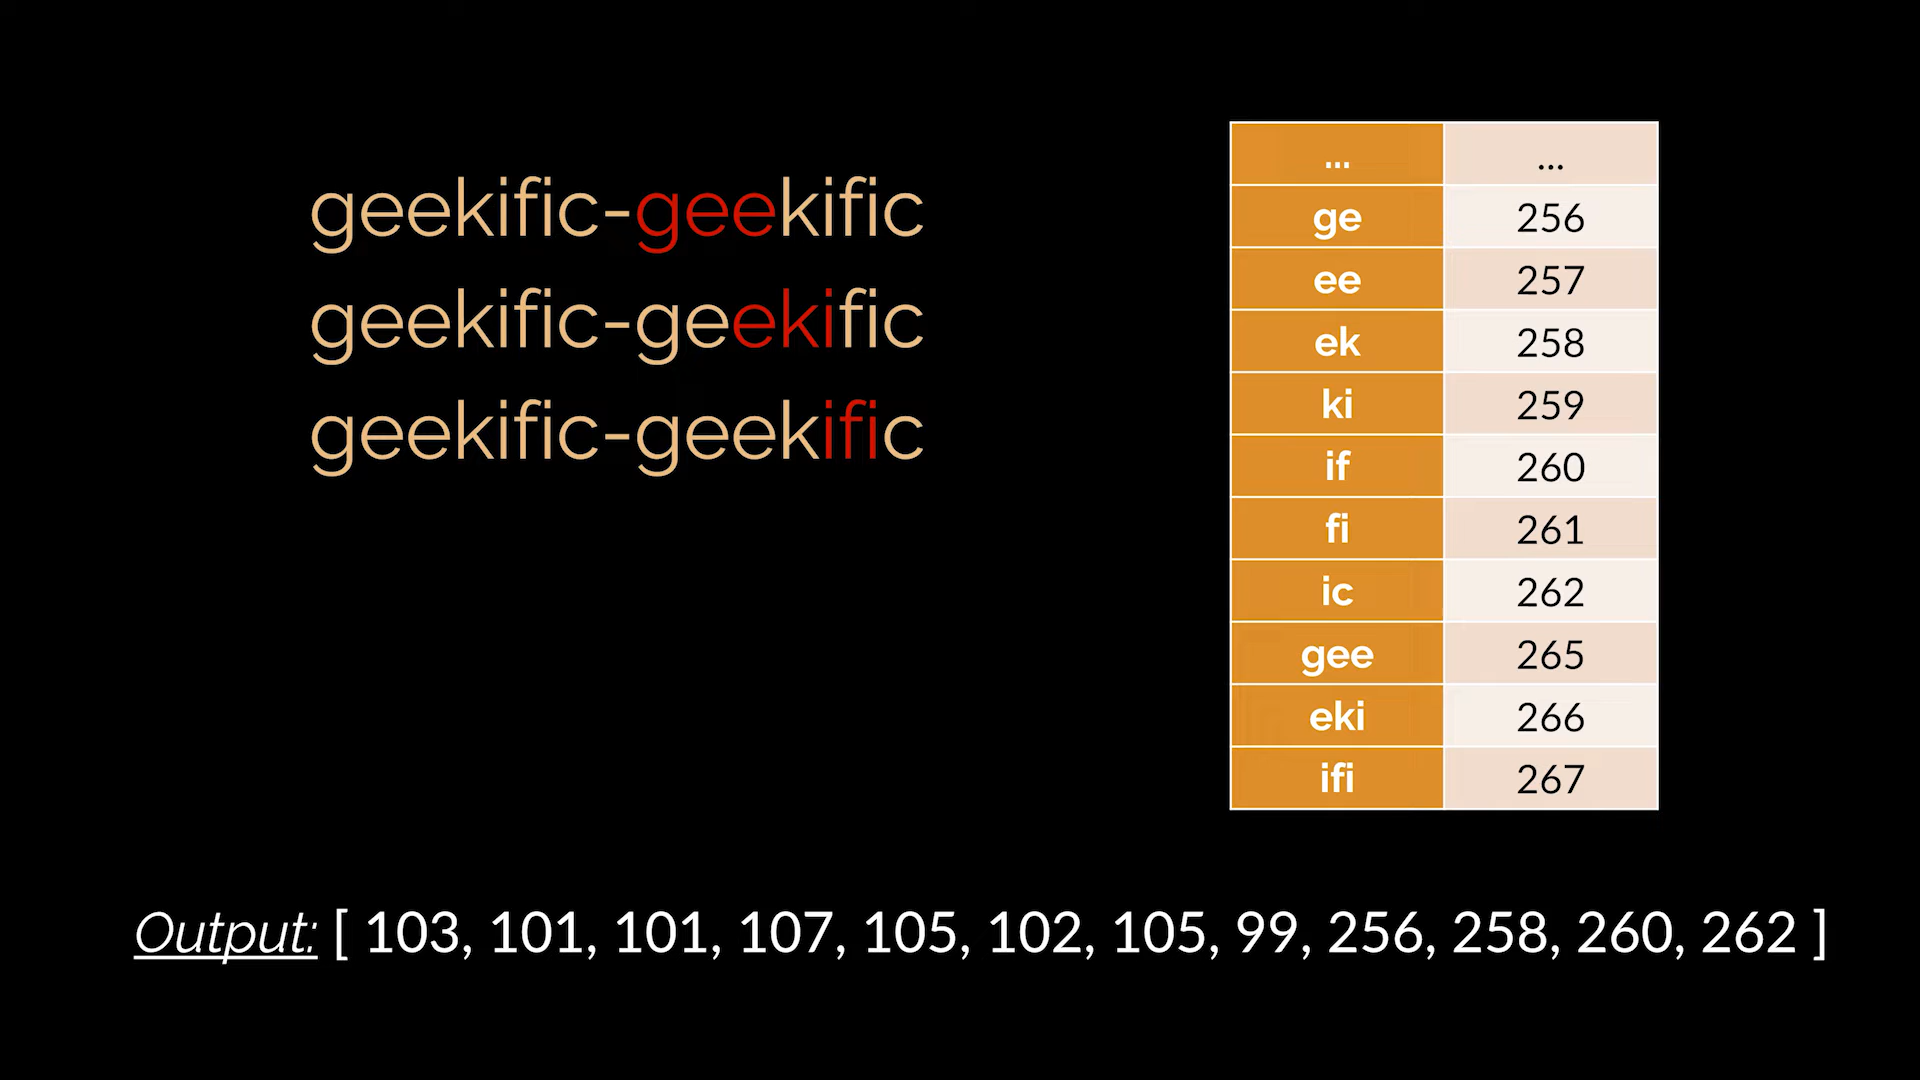 geekific-geekific
geekific-geekific
geekific-geekific
... ...
ge 256
ee 257
ek 258
ki 259
if 260
fi 261
ic 262
gee 265
eki 266
ifi 267
Output: [ 103, 101, 101, 107, 105, 102, 105, 99, 256, 258, 260, 262 ]